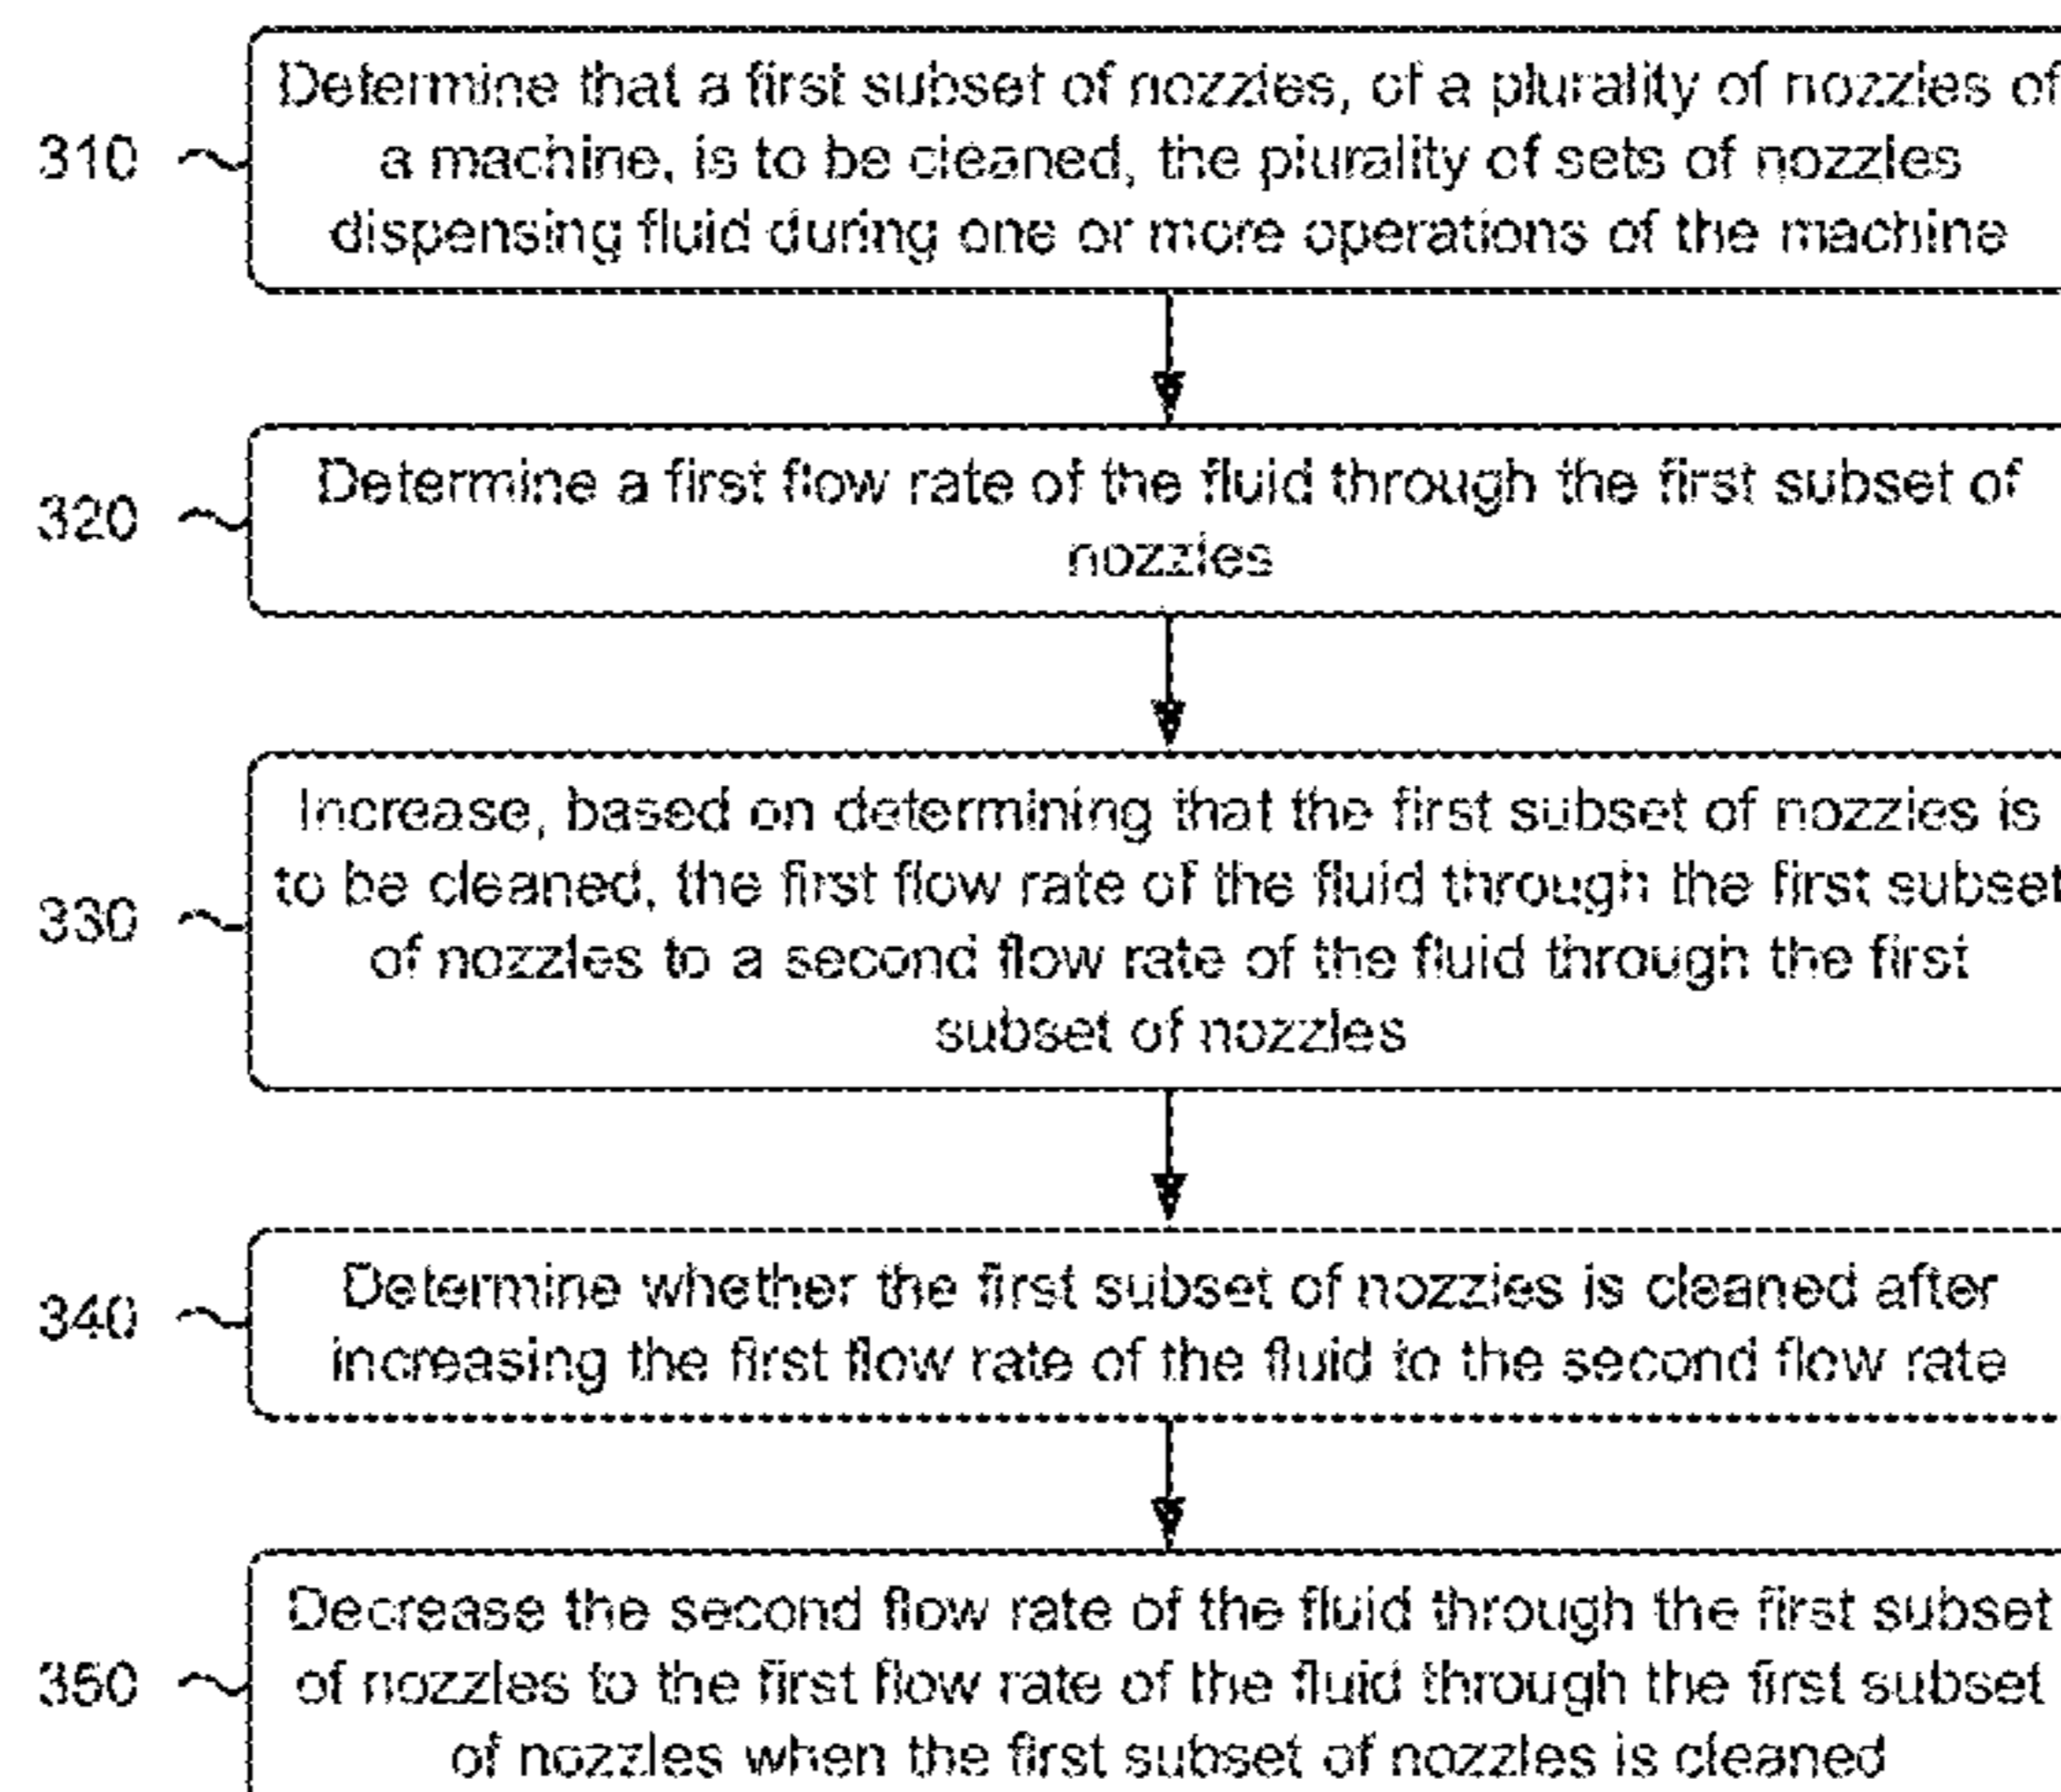 Determine that a first subset of nozzles, of a plurality of nozzles of
310
a machine, is to be cleaned, the plurality of sets of nozzles
dispensing fluid during one or more operations of the machine
Determine a first flow rate of the fluid through the first subset of
320
nozzles
Increase, based on determining that the first subset of nozzles is
to be cleaned, the first flow rate of the fluid through the first subset
330
of nozzles to a second flow rate of the fluid through the first
subset of nozzles
Determine whether the first subset of nozzles is cleaned after
340
increasing the first flow rate of the fluid to the second flow rate
Decrease the second flow rate of the fluid through the first subset
350
of nozzles to the first flow rate of the fluid through the first subset
of nozzles when the first subset of nozzles is cleaned